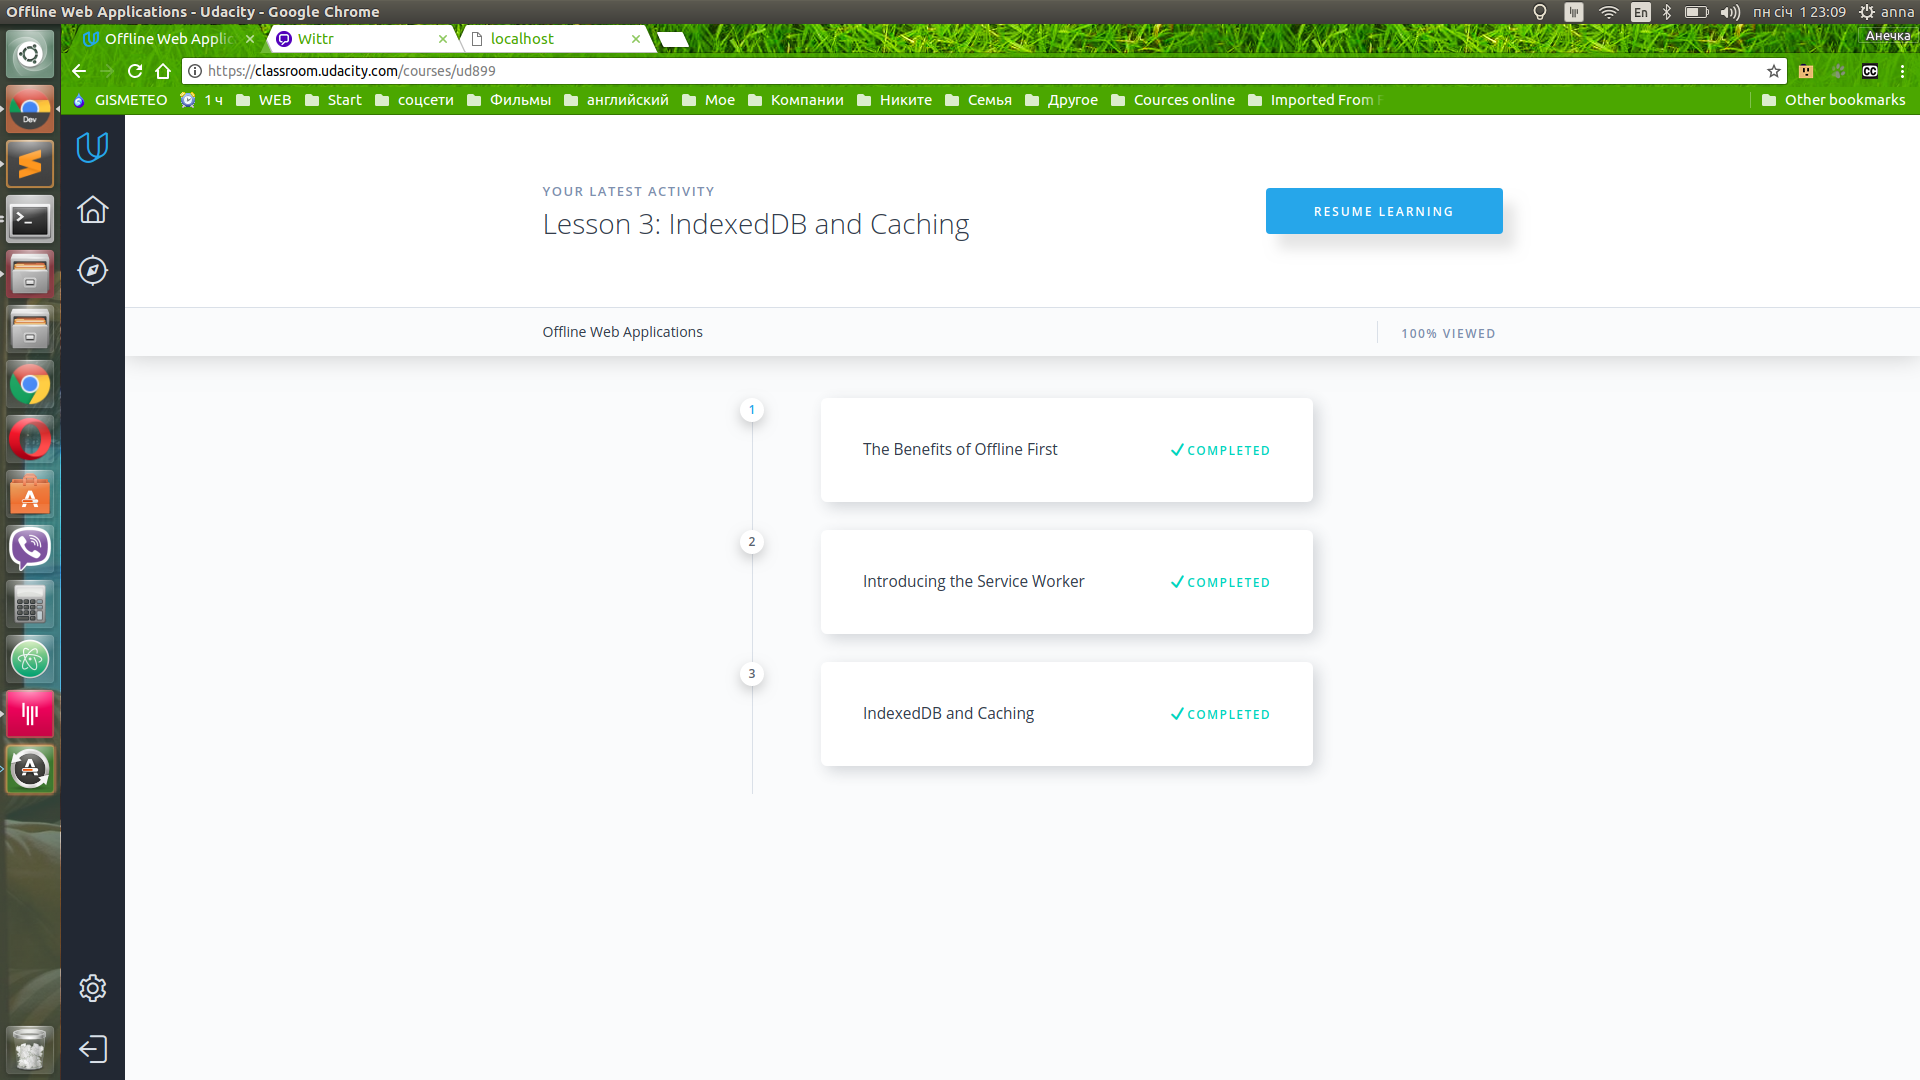 Offline Web Applications - Udacity - Google Chrome
En
пн січ 1 23:09
anna
Offline Web Applic
Wittr
localhost
Анечка
https://classroom.udacity.com/courses/ud899
CC
GISMETEO
1 ч
WEB
Start
соцсети
Фильмы
английский
Мое
Компании
Никите
Семья
Другое
Cources online
Imported From F
Other bookmarks
Dev
YOUR LATEST ACTIVITY
Lesson 3: IndexedDB and Caching
RESUME LEARNING
Offline Web Applications
100% VIEWED
1
The Benefits of Offline First
COMPLETED
2
Introducing the Service Worker
COMPLETED
3
IndexedDB and Caching
COMPLETED